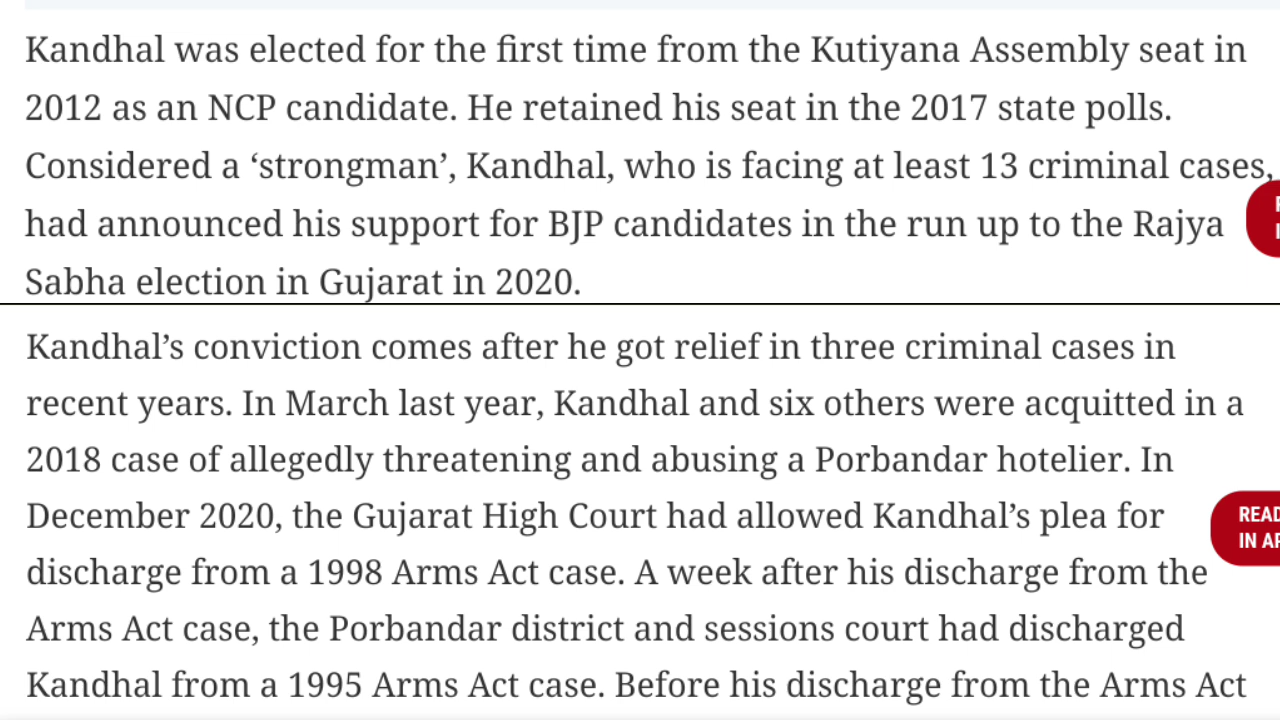 Kandhal was elected for the first time from the Kutiyana Assembly seat in
2012 as an NCP candidate. He retained his seat in the 2017 state polls.
Considered a ‘strongman’, Kandhal, who is facing at least 13 criminal cases,
had announced his support for BJP candidates in the run up to the Rajya
Sabha election in Gujarat in 2020.
Kandhal’s conviction comes after he got relief in three criminal cases in
recent years. In March last year, Kandhal and six others were acquitted in a
2018 case of allegedly threatening and abusing a Porbandar hotelier. In
December 2020, the Gujarat High Court had allowed Kandhal’s plea for
READ
IN
discharge from a 1998 Arms Act case. A week after his discharge from the
Arms Act case, the Porbandar district and sessions court had discharged
Kandhal from a 1995 Arms Act case. Before his discharge from the Arms Act